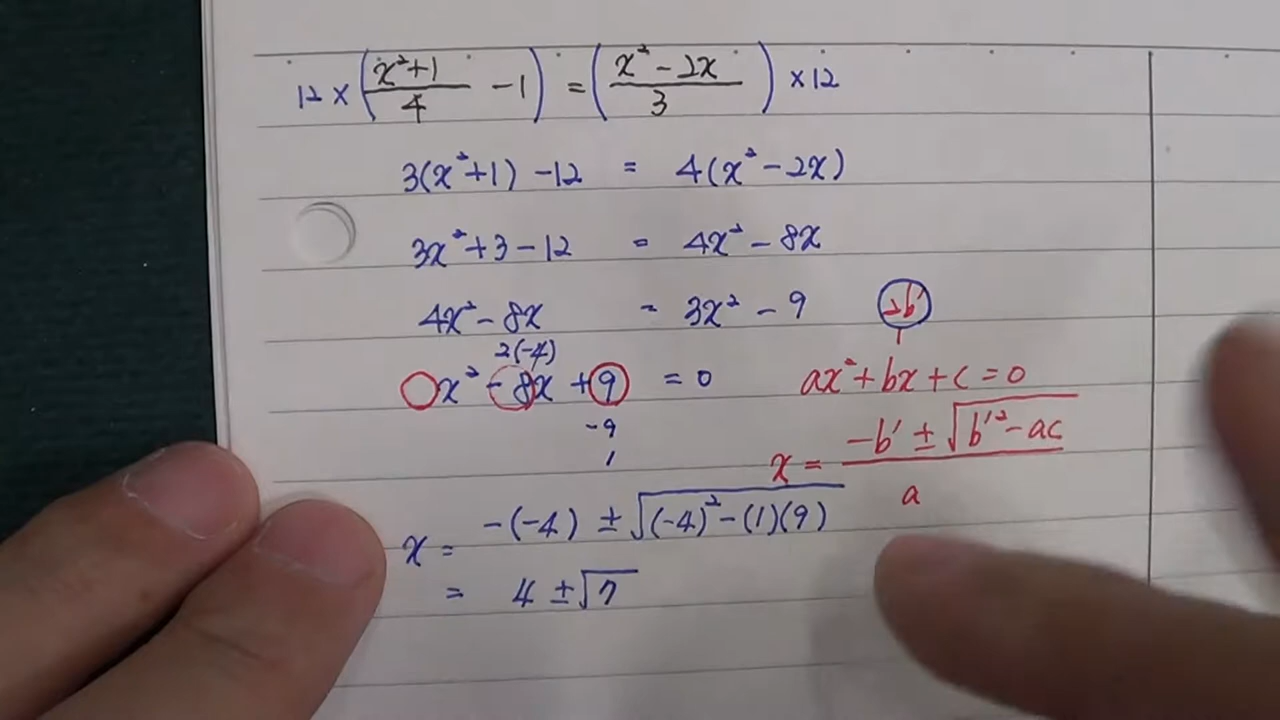 12 × (x²+1/4 - 1) = (x² - 2x/3) × 12
3(x²+1) - 12 = 4(x² - 2x)
3x² + 3 - 12 = 4x² - 8x
4x² - 8x = 3x² - 9
2b'
2(-4)
x² - 8x + 9 = 0
ax² + bx + c = 0
-9
1
x = -b' ± √(b'² - ac) / a
x = -(-4) ± √((-4)² - (1)(9))
= 4 ± √7